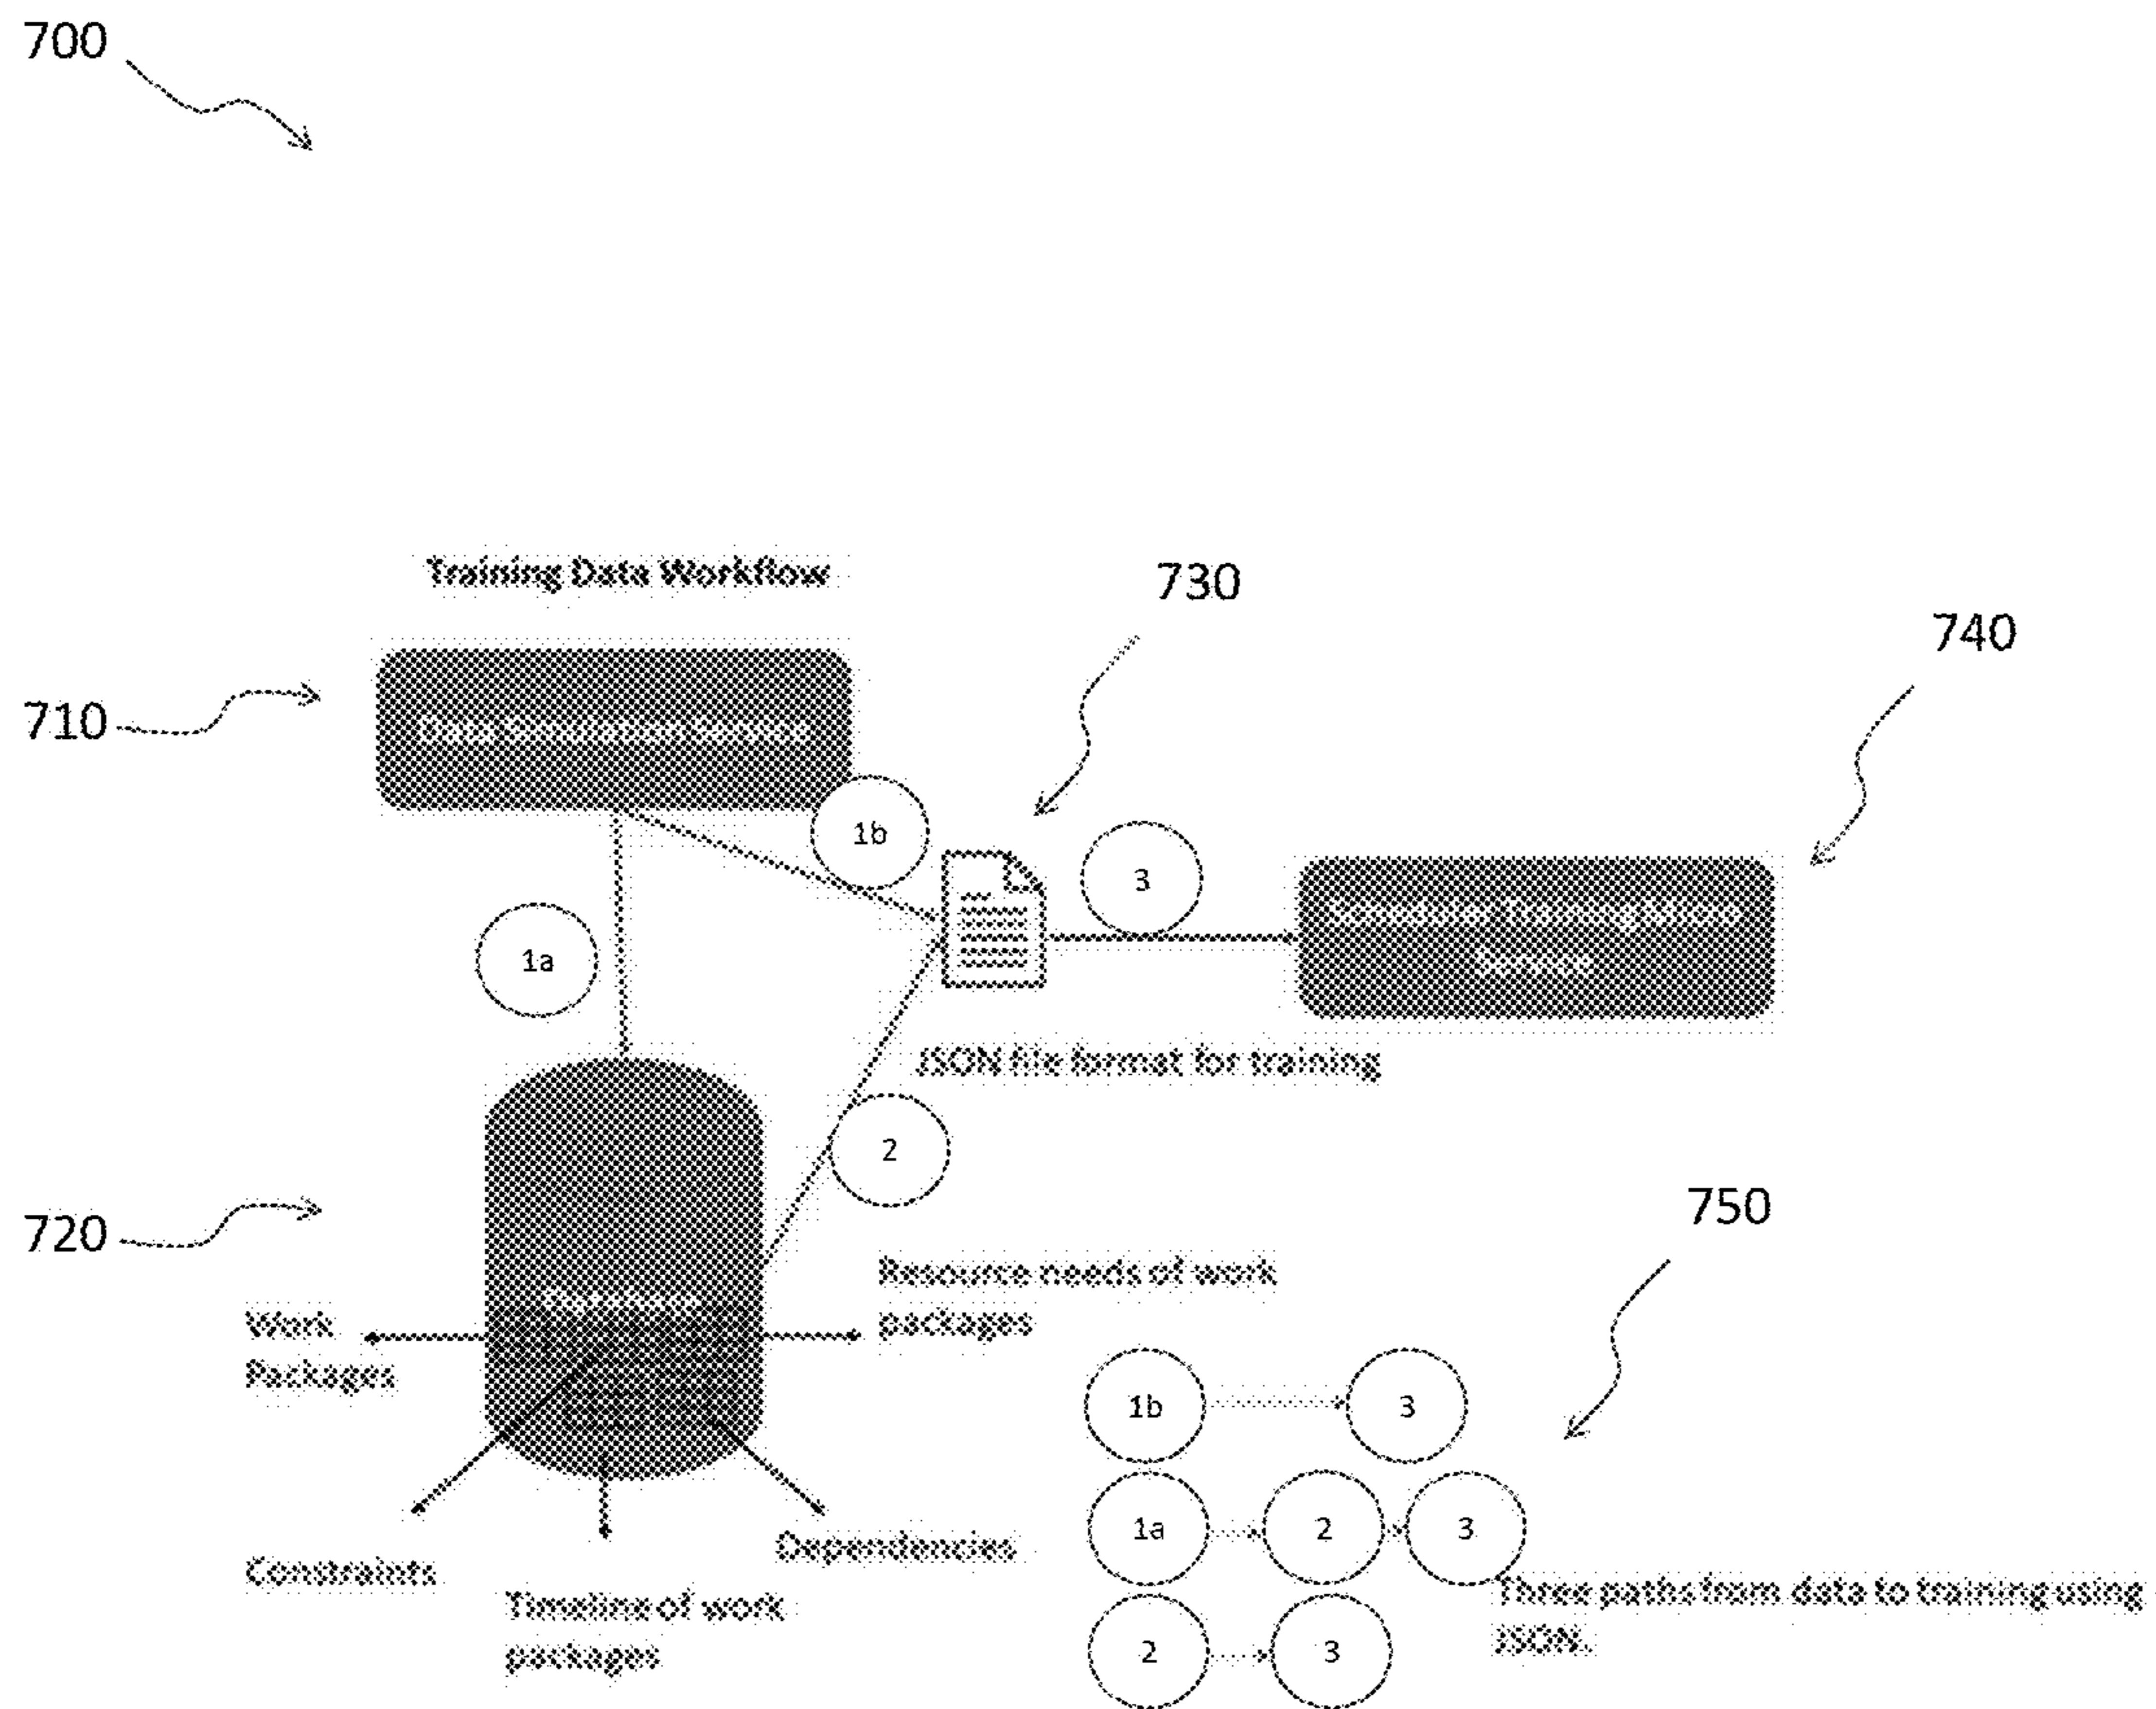 700
Training Data Workflow
730
740
710
1b
3
1a
JSON file format for training
2
720
750
Resource needs of work
packages
Work
Packages
1b
3
1a
2
3
Dependencies
Constraints
Timeline of work
packages
Three paths from data to training using
JSON.
2
3